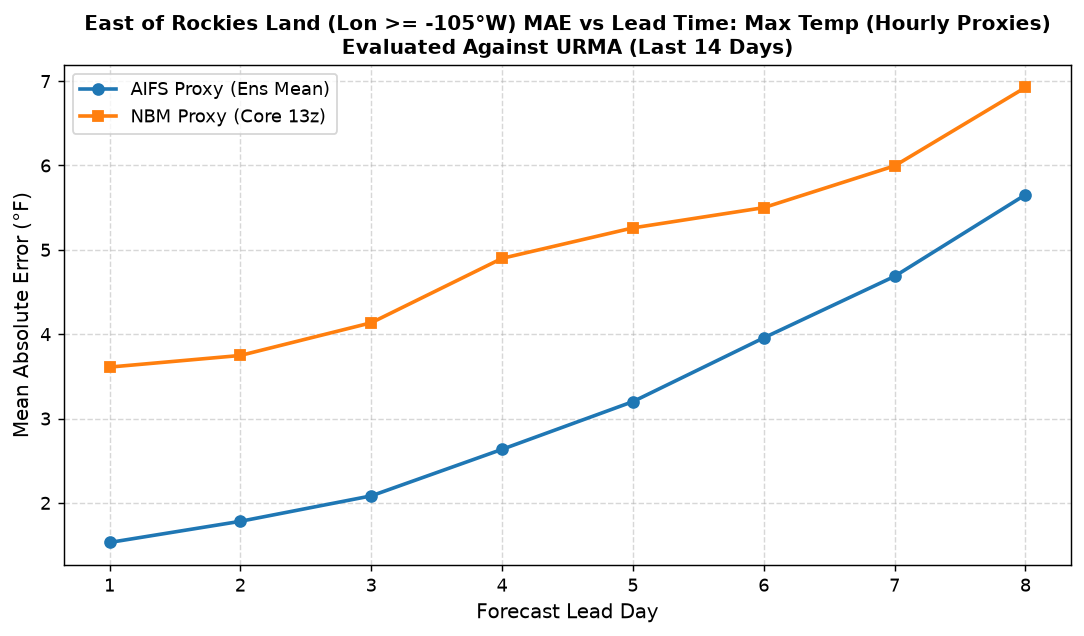 East of Rockies Land (Lon >= -105°W) MAE vs Lead Time: Max Temp (Hourly Proxies)
Evaluated Against URMA (Last 14 Days)
AIFS Proxy (Ens Mean)
NBM Proxy (Core 13z)
Mean Absolute Error (°F)
7
6
5
4
3
2
1 2 3 4 5 6 7 8
Forecast Lead Day